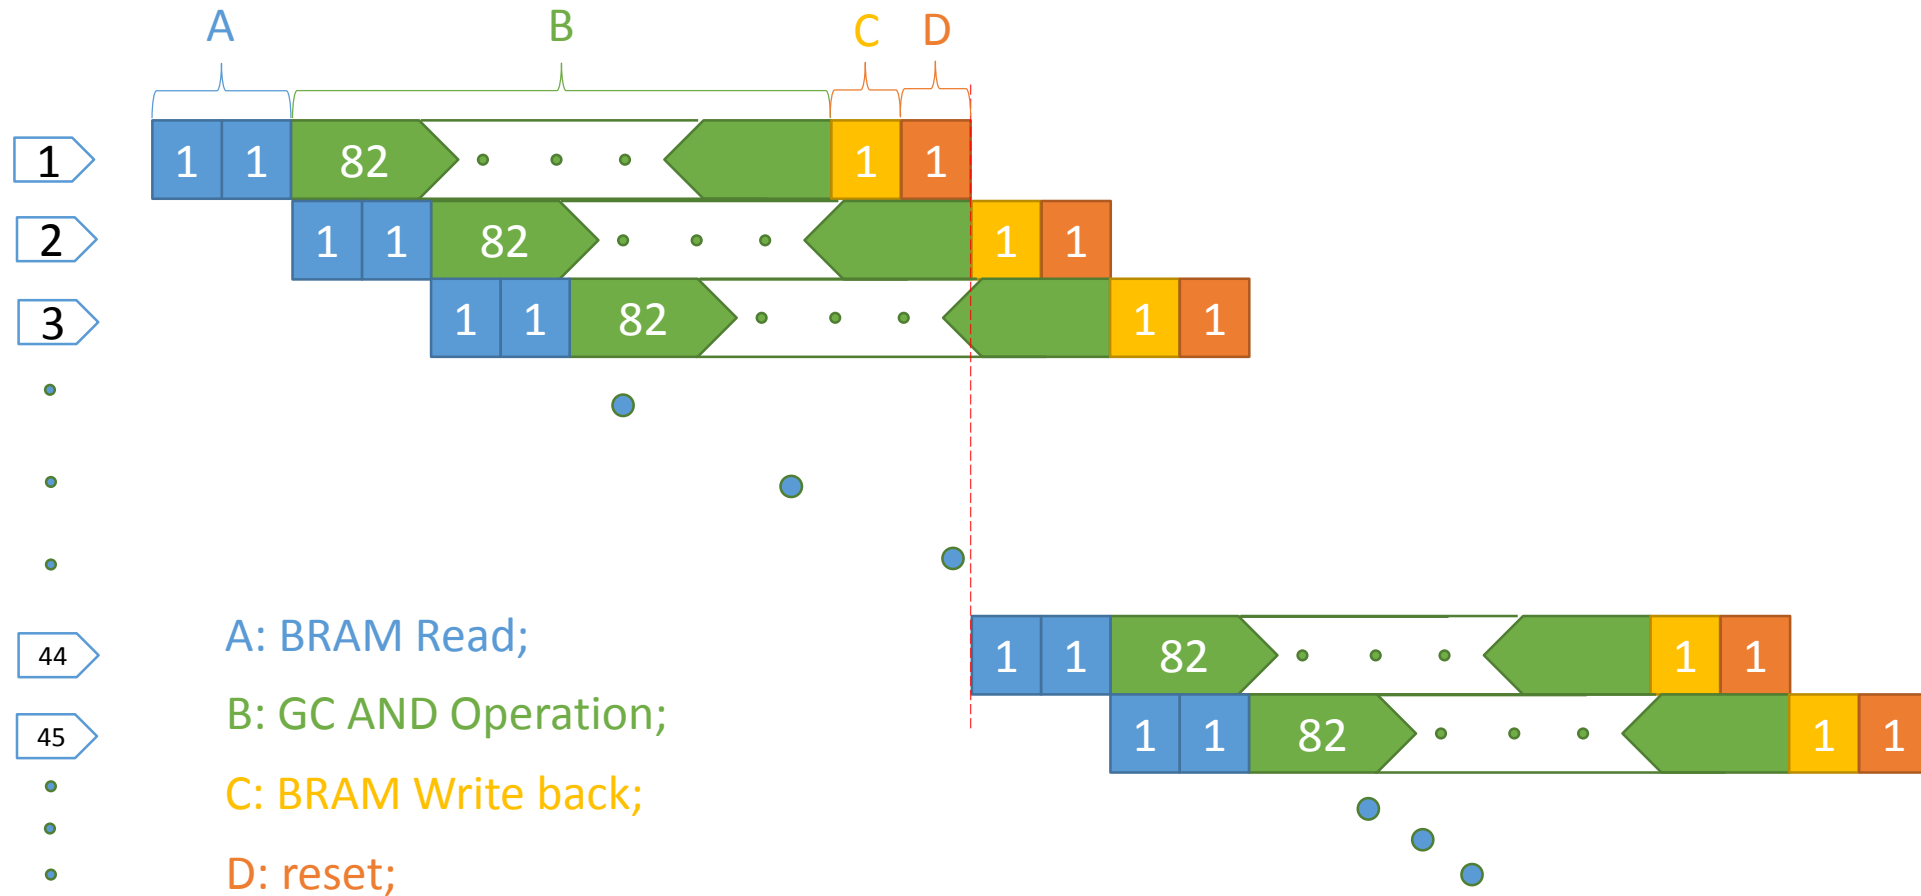 A B C D
1 1 1 82 1 1
2 1 1 82 1 1
3 1 1 82 1 1
44 1 1 82 1 1
45 1 1 82 1 1
A: BRAM Read;
B: GC AND Operation;
C: BRAM Write back;
D: reset;